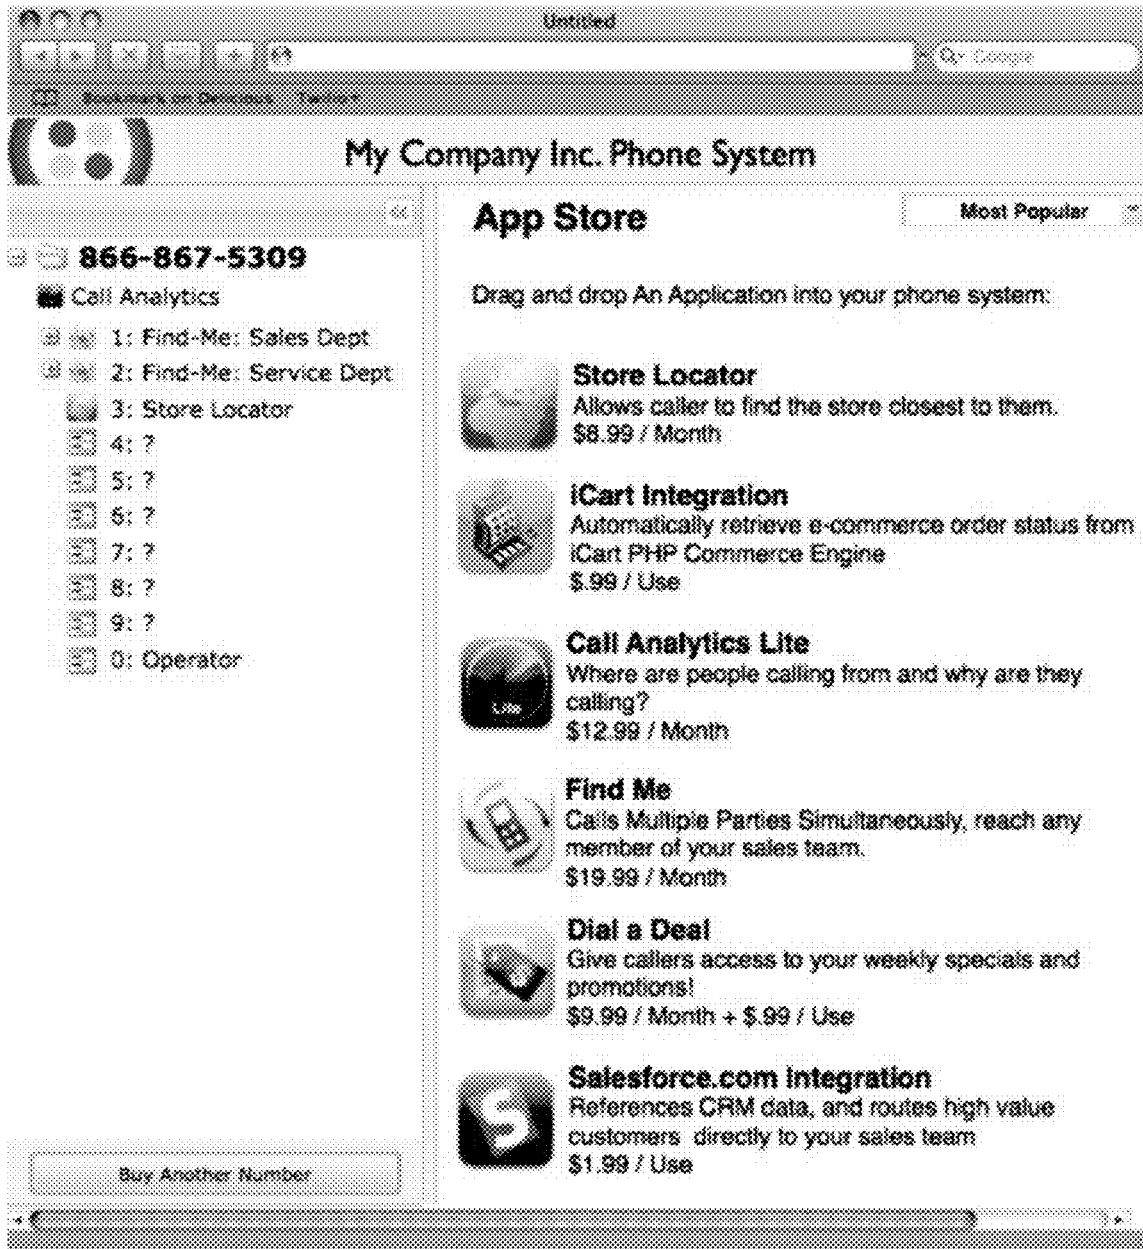 Untitled
Google
Bookmark on Delicious Twilio
My Company Inc. Phone System
<<
App Store
Most Popular
866-867-5309
Call Analytics
1: Find-Me: Sales Dept
2: Find-Me: Service Dept
3: Store Locator
4: ?
5: ?
6: ?
7: ?
8: ?
9: ?
0: Operator
Buy Another Number
Drag and drop An Application into your phone system:
Store Locator
Allows caller to find the store closest to them.
$8.99 / Month
iCart Integration
Automatically retrieve e-commerce order status from
iCart PHP Commerce Engine
$.99 / Use
Call Analytics Lite
Where are people calling from and why are they
calling?
$12.99 / Month
Lite
Find Me
Calls Multiple Parties Simultaneously, reach any
member of your sales team.
$19.99 / Month
Dial a Deal
Give callers access to your weekly specials and
promotions!
$9.99 / Month + $.99 / Use
S
Salesforce.com Integration
References CRM data, and routes high value
customers directly to your sales team
$1.99 / Use